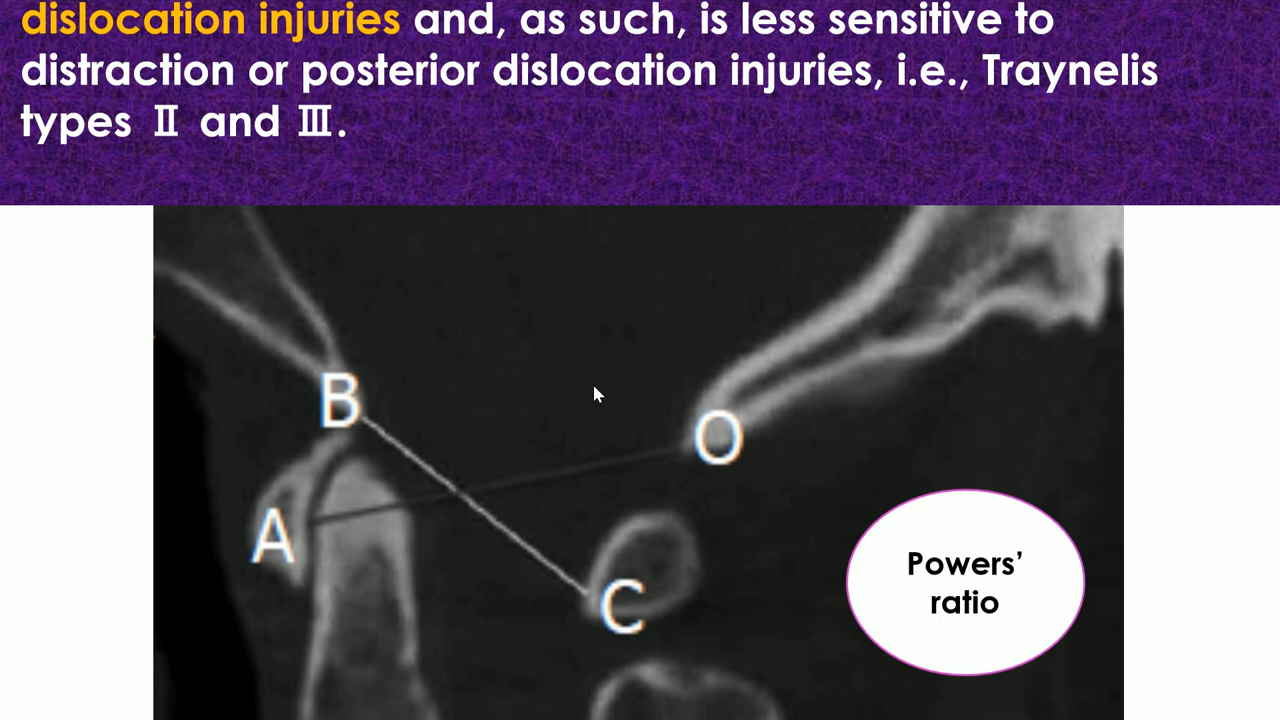 dislocation injuries and, as such, is less sensitive to
distraction or posterior dislocation injuries, i.e., Traynelis
types Ⅱ and Ⅲ.
B
O
A
C
Powers’
ratio